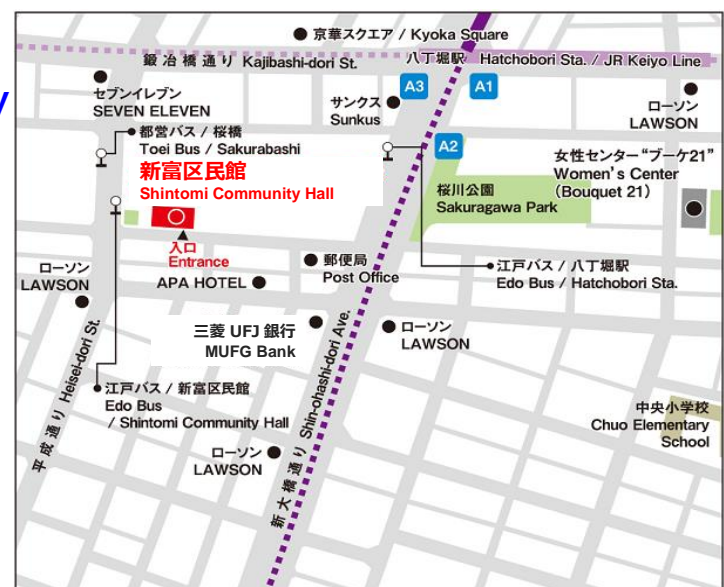 京華スクエア / Kyoka Square
鍛冶橋通り Kajibashi-dori St.
八丁堀駅 Hatchobori Sta. / JR Keiyo Line
y
セブンイレブン
SEVEN ELEVEN
サンクス
Sunkus
A3
A1
ローソン
LAWSON
都営バス / 桜橋
Toei Bus / Sakurabashi
A2
新富区民館
Shintomi Community Hall
女性センター“ブーケ21”
Women's Center
(Bouquet 21)
桜川公園
Sakuragawa Park
入口
Entrance
郵便局
Post Office
ローソン
LAWSON
APA HOTEL
江戸バス / 八丁堀駅
Edo Bus / Hatchobori Sta.
三菱 UFJ 銀行
MUFG Bank
ローソン
LAWSON
平成通り Heisei-dori St.
新大橋通り Shin-ohashi-dori Ave.
江戸バス / 新富区民館
Edo Bus
/ Shintomi Community Hall
中央小学校
Chuo Elementary
School
ローソン
LAWSON